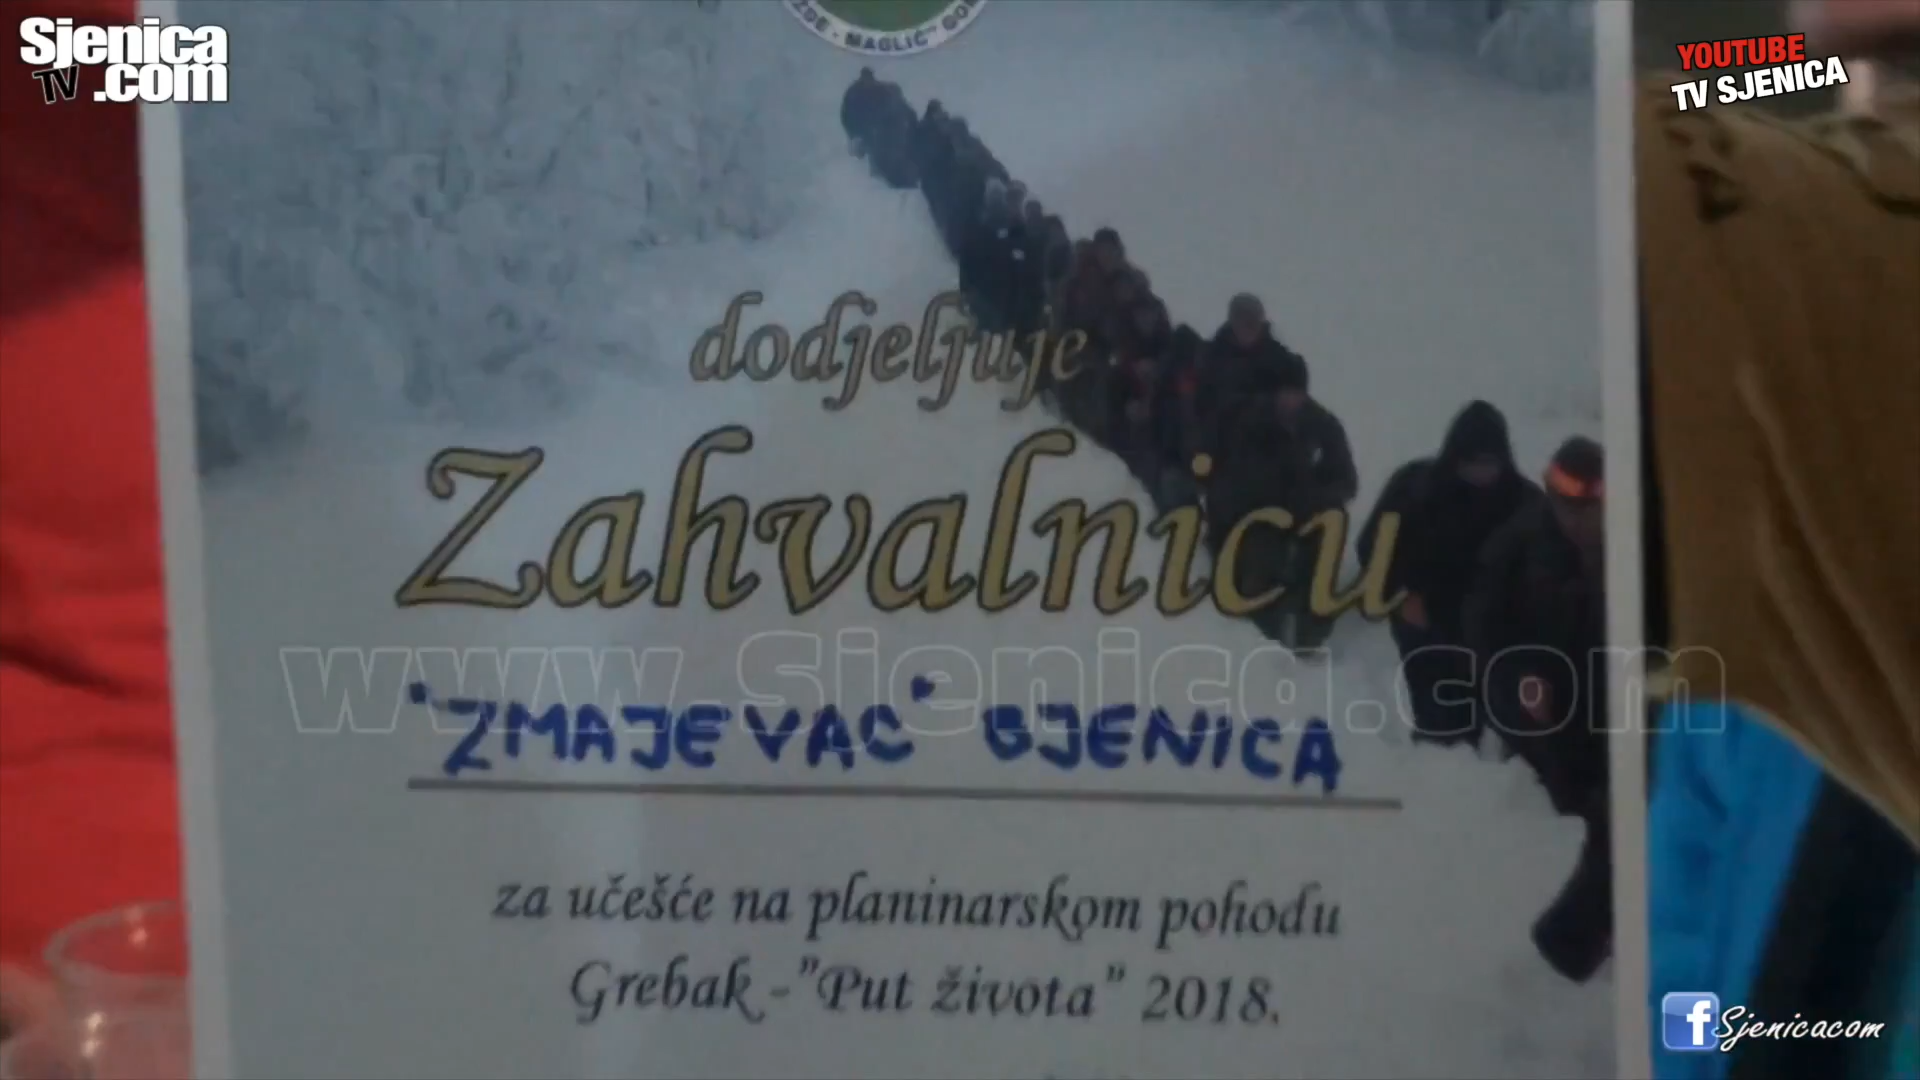 Sjenica
TV .com
YOUTUBE
TV SJENICA
MAGLIĆ"
dodjeljuje
Zahvalnicu
www.Sjenica.com
"ZMAJEVAC" SJENICA
za učešće na planinarskom pohodu
Grebak - "Put života" 2018.
f Sjenicacom